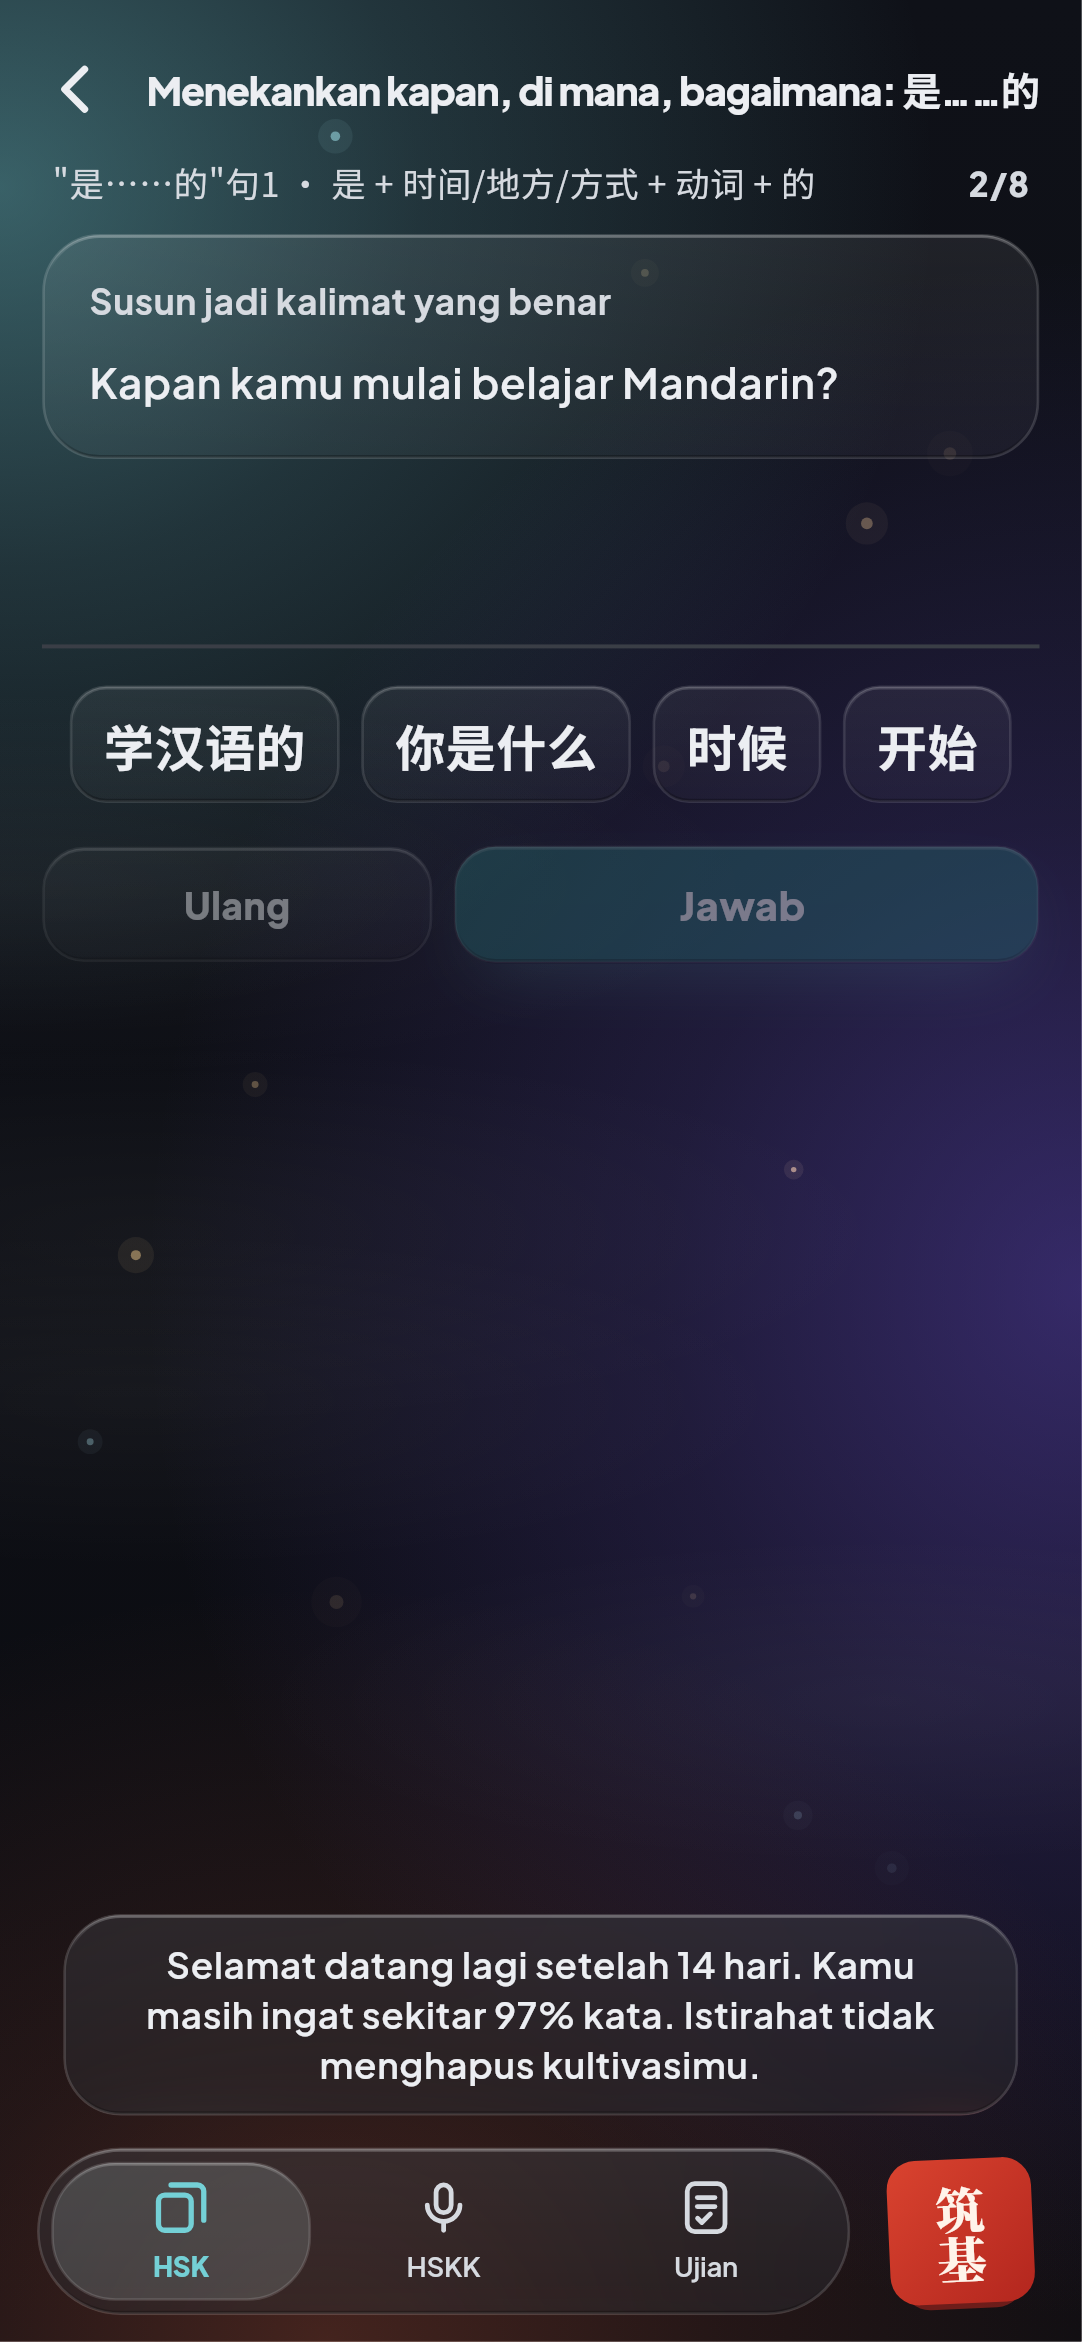 Menekankan kapan, di mana, bagaimana: 是……的
"是……的"句1 • 是 + 时间/地方/方式 + 动词 + 的 2/8
Susun jadi kalimat yang benar
Kapan kamu mulai belajar Mandarin?
学汉语的 你是什么 时候 开始
Ulang Jawab
Selamat datang lagi setelah 14 hari. Kamu
masih ingat sekitar 97% kata. Istirahat tidak
menghapus kultivasimu.
HSK HSKK Ujian
筑
基